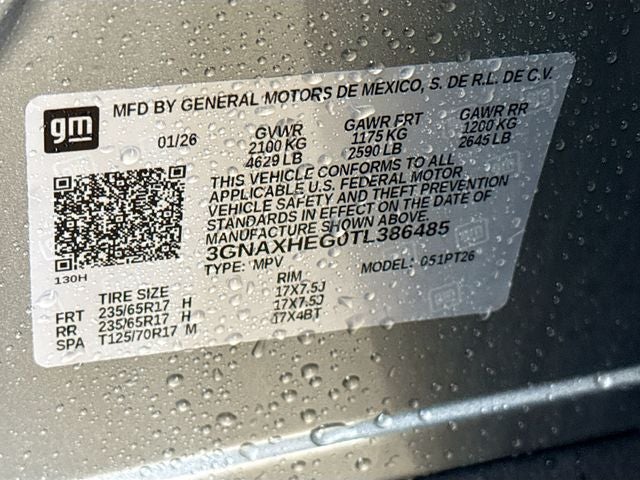 gm
MFD BY GENERAL MOTORS DE MEXICO, S. DE R.L. DE C.V.
01/26 GVWR GAWR FRT GAWR RR
2100 KG 1175 KG 1200 KG
4629 LB 2590 LB 2645 LB
THIS VEHICLE CONFORMS TO ALL
APPLICABLE U.S. FEDERAL MOTOR
VEHICLE SAFETY AND THEFT PREVENTION
STANDARDS IN EFFECT ON THE DATE OF
MANUFACTURE SHOWN ABOVE.
3GNAXHEG0TL386485
TYPE: MPV MODEL: 051PT26
130H
TIRE SIZE RIM
FRT 235/65R17 H 17X7.5J
RR 235/65R17 H 17X7.5J
SPA T125/70R17 M 17X4BT